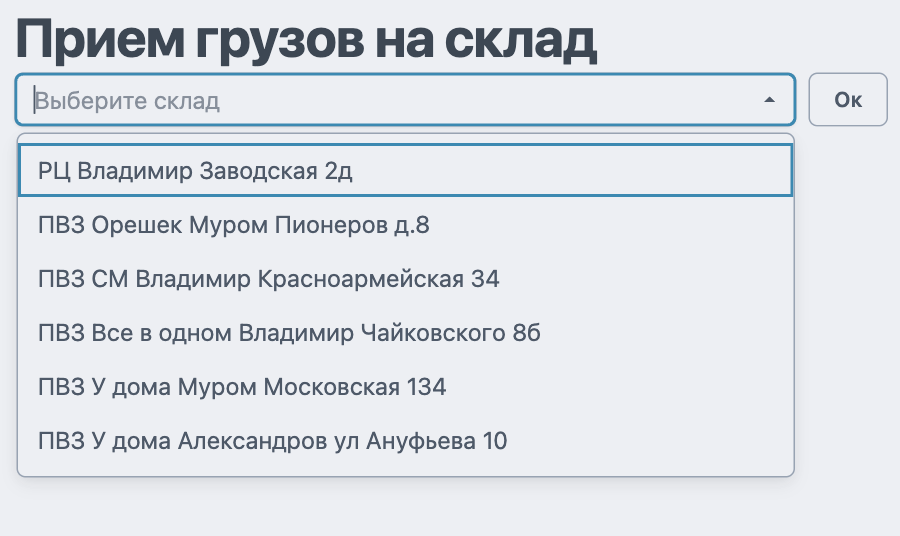 Прием грузов на склад
Выберите склад
Ок
РЦ Владимир Заводская 2д
ПВЗ Орешек Муром Пионеров д.8
ПВЗ СМ Владимир Красноармейская 34
ПВЗ Все в одном Владимир Чайковского 8б
ПВЗ У дома Муром Московская 134
ПВЗ У дома Александров ул Ануфьева 10